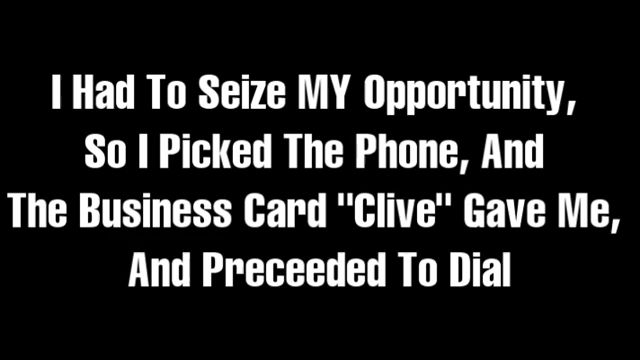 I Had To Seize MY Opportunity,
So I Picked The Phone, And
The Business Card "Clive" Gave Me,
And Preceeded To Dial